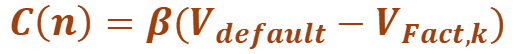 C(n) = β(V_default − V_Fact,k)